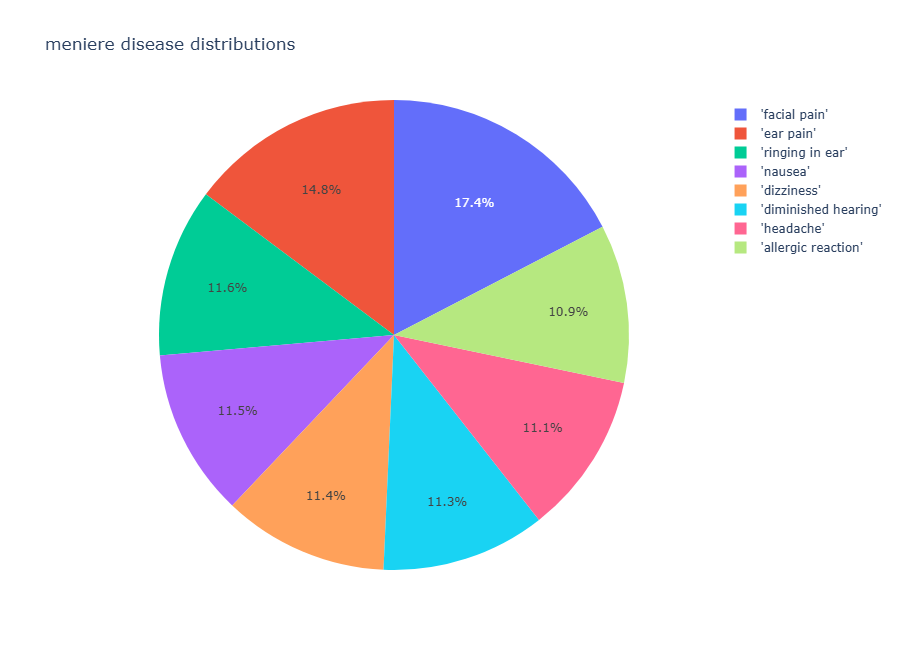 meniere disease distributions
'facial pain'
'ear pain'
'ringing in ear'
'nausea'
'dizziness'
'diminished hearing'
'headache'
'allergic reaction'
14.8%
17.4%
11.6%
10.9%
11.5%
11.1%
11.4%
11.3%